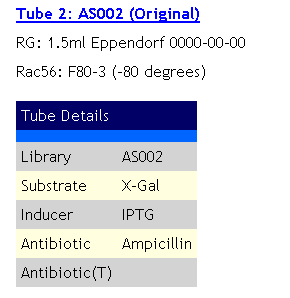 Tube 2: AS002 (Original)
RG: 1.5ml Eppendorf 0000-00-00
Rac56: F80-3 (-80 degrees)
Tube Details
Library AS002
Substrate X-Gal
Inducer IPTG
Antibiotic Ampicillin
Antibiotic(T)